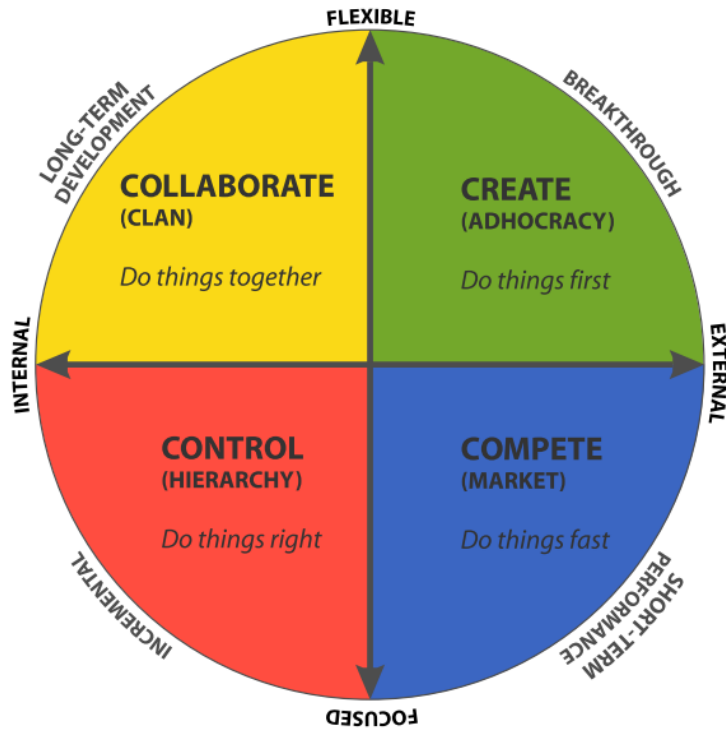 FLEXIBLE
LONG-TERM
DEVELOPMENT
BREAKTHROUGH
COLLABORATE
(CLAN)
Do things together
CREATE
(ADHOCRACY)
Do things first
INTERNAL
EXTERNAL
CONTROL
(HIERARCHY)
Do things right
COMPETE
(MARKET)
Do things fast
INCREMENTAL
SHORT-TERM
PERFORMANCE
FOCUSED